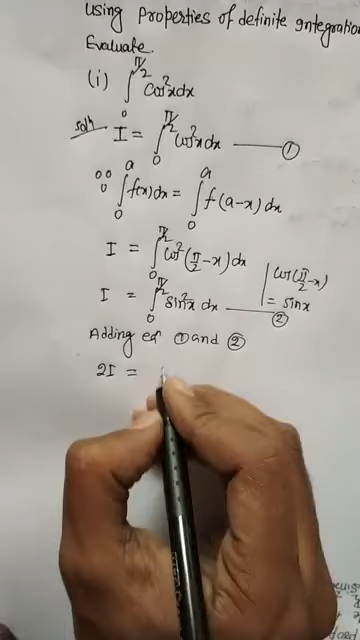 Using Properties of definite integration
Evaluate.
(i) ∫₀^{π/2} cos²x dx
Soln I = ∫₀^{π/2} cos²x dx ——— ①
∵ ∫₀^a f(x) dx = ∫₀^a f(a-x) dx
I = ∫₀^{π/2} cos²(π/2 - x) dx | cos(π/2 - x)
I = ∫₀^{π/2} sin²x dx ——— ② | = sin x
Adding eqn ① and ②
2I =